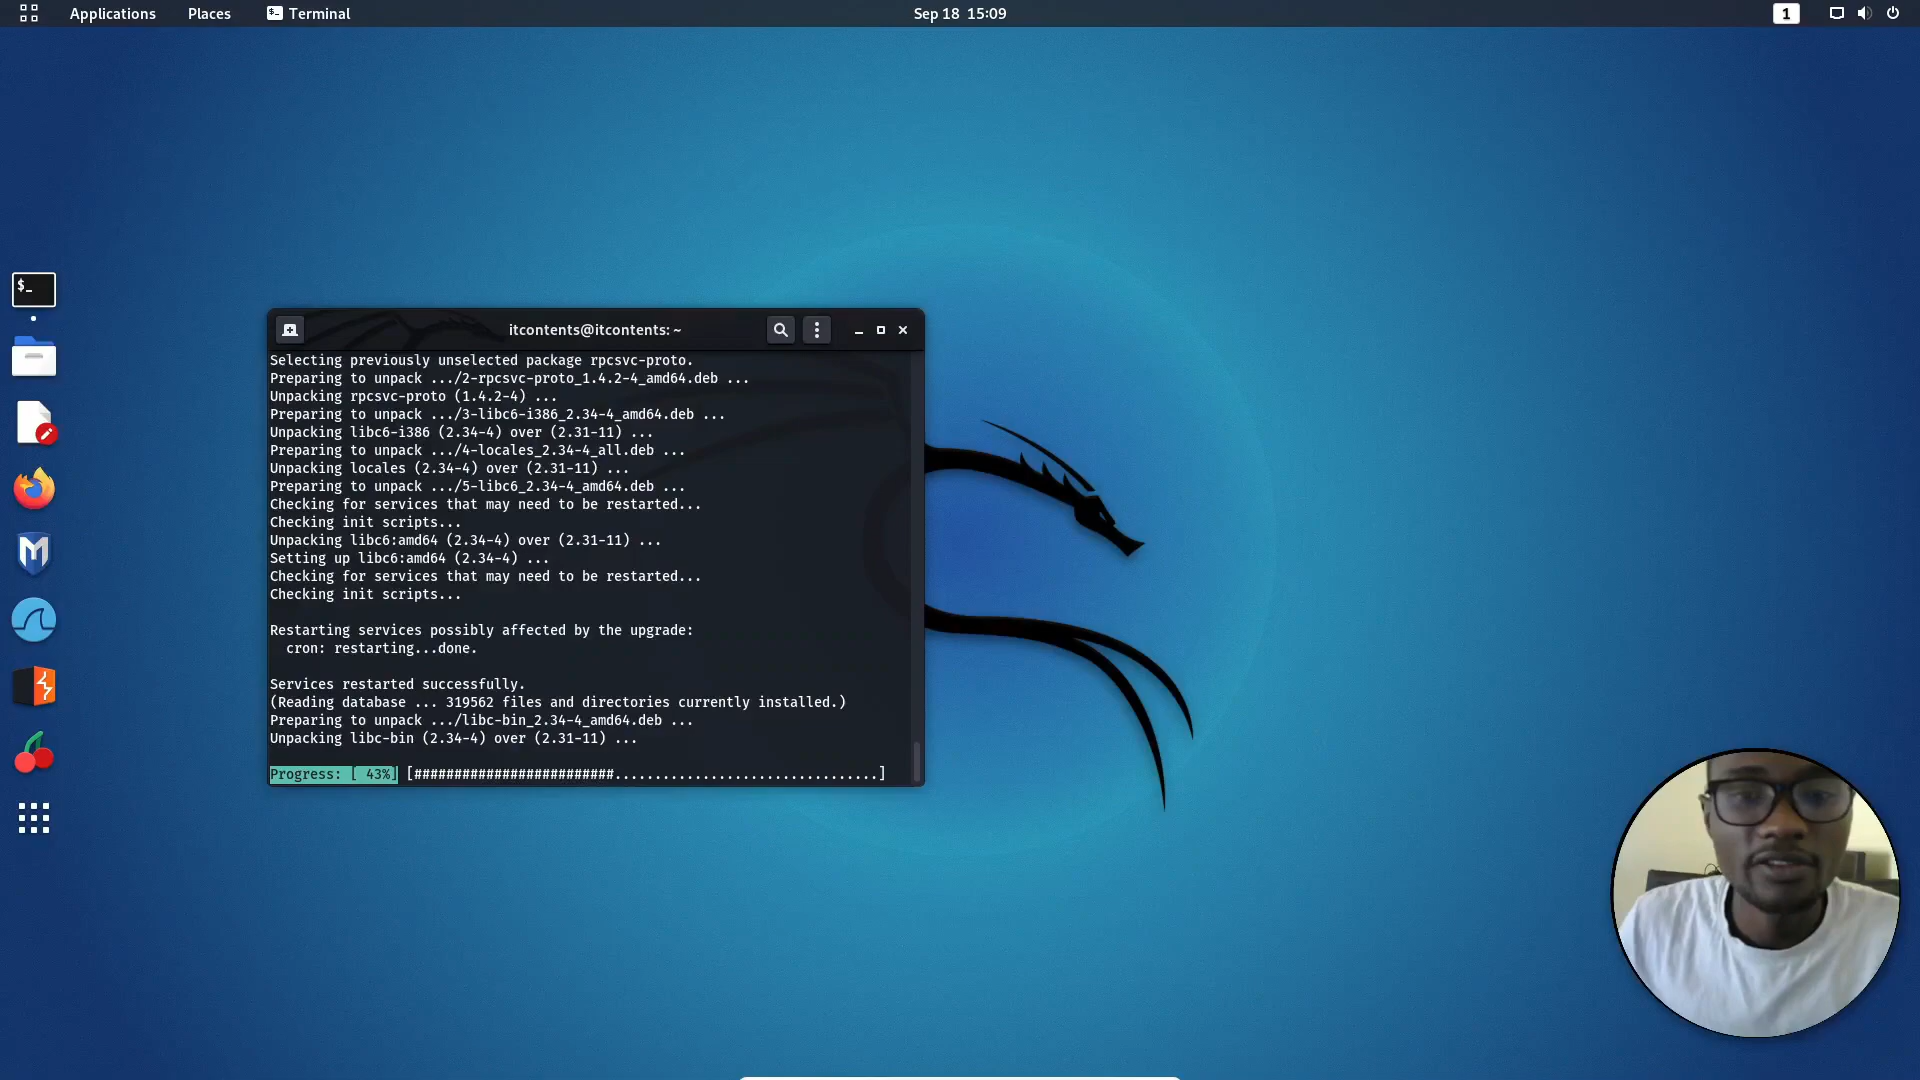 Applications Places Terminal Sep 18 15:09 1
$_
itcontents@itcontents: ~
Selecting previously unselected package rpcsvc-proto.
Preparing to unpack .../2-rpcsvc-proto_1.4.2-4_amd64.deb ...
Unpacking rpcsvc-proto (1.4.2-4) ...
Preparing to unpack .../3-libc6-i386_2.34-4_amd64.deb ...
Unpacking libc6-i386 (2.34-4) over (2.31-11) ...
Preparing to unpack .../4-locales_2.34-4_all.deb ...
Unpacking locales (2.34-4) over (2.31-11) ...
Preparing to unpack .../5-libc6_2.34-4_amd64.deb ...
Checking for services that may need to be restarted...
Checking init scripts...
Unpacking libc6:amd64 (2.34-4) over (2.31-11) ...
Setting up libc6:amd64 (2.34-4) ...
Checking for services that may need to be restarted...
Checking init scripts...
Restarting services possibly affected by the upgrade:
cron: restarting...done.
Services restarted successfully.
(Reading database ... 319562 files and directories currently installed.)
Preparing to unpack .../libc-bin_2.34-4_amd64.deb ...
Unpacking libc-bin (2.34-4) over (2.31-11) ...
Progress: [ 43%] [#########################.................................]